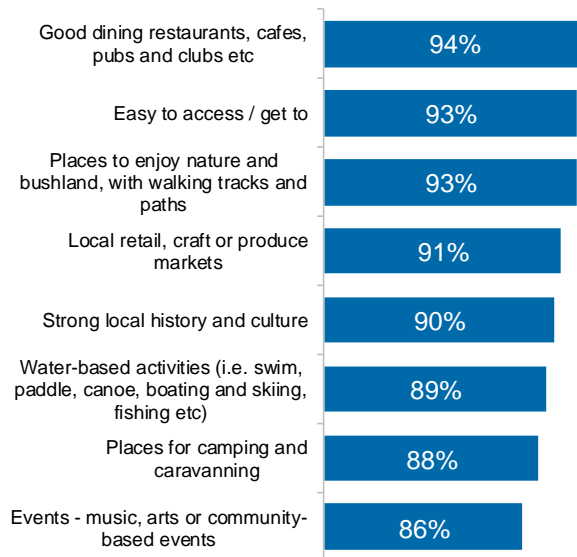 Good dining restaurants, cafes,
pubs and clubs etc
94%
Easy to access / get to
93%
Places to enjoy nature and
bushland, with walking tracks and
paths
93%
Local retail, craft or produce
markets
91%
Strong local history and culture
90%
Water-based activities (i.e. swim,
paddle, canoe, boating and skiing,
fishing etc)
89%
Places for camping and
caravanning
88%
Events - music, arts or community-
based events
86%